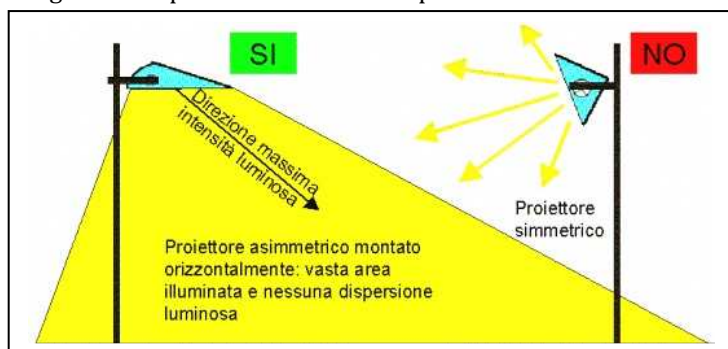 SI
NO
Direzione massima
intensità luminosa
Proiettore
simmetrico
Proiettore asimmetrico montato
orizzontalmente: vasta area
illuminata e nessuna dispersione
luminosa